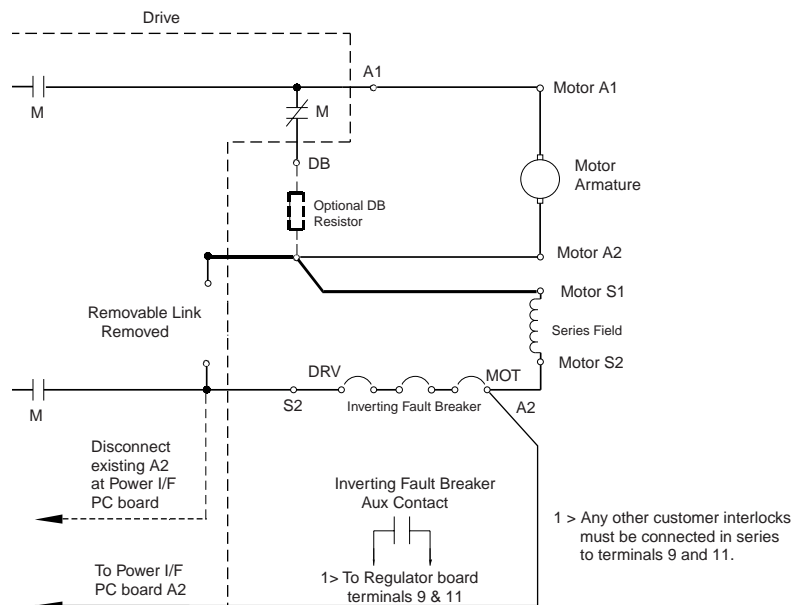 Drive
A1
Motor A1
M
M
DB
Motor
Armature
Optional DB
Resistor
Motor A2
Motor S1
Removable Link
Removed
Series Field
Motor S2
DRV
MOT
M
S2
Inverting Fault Breaker
A2
Disconnect
existing A2
at Power I/F
PC board
Inverting Fault Breaker
Aux Contact
1 > Any other customer interlocks
must be connected in series
to terminals 9 and 11.
To Power I/F
PC board A2
1> To Regulator board
terminals 9 & 11